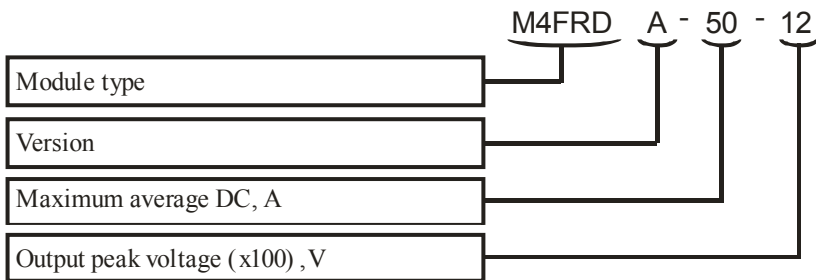 M4FRD A - 50 - 12
Module type
Version
Maximum average DC, A
Output peak voltage (x100) ,V